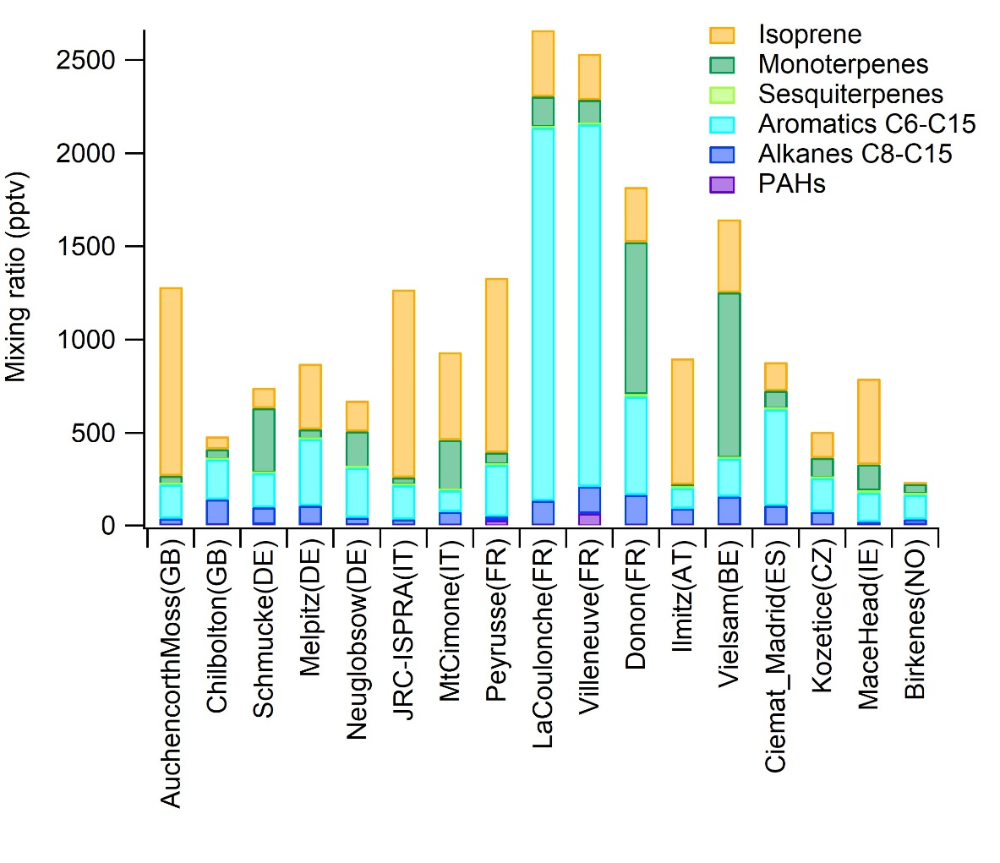 Isoprene
Monoterpenes
Sesquiterpenes
Aromatics C6-C15
Alkanes C8-C15
PAHs
Mixing ratio (pptv)
2500
2000
1500
1000
500
0
AuchencorthMoss(GB)
Chilbolton(GB)
Schmucke(DE)
Melpitz(DE)
Neuglobsow(DE)
JRC-ISPRA(IT)
MtCimone(IT)
Peyrusse(FR)
LaCoulonche(FR)
Villeneuve(FR)
Donon(FR)
Ilmitz(AT)
Vielsam(BE)
Ciemat_Madrid(ES)
Kozetice(CZ)
MaceHead(IE)
Birkenes(NO)